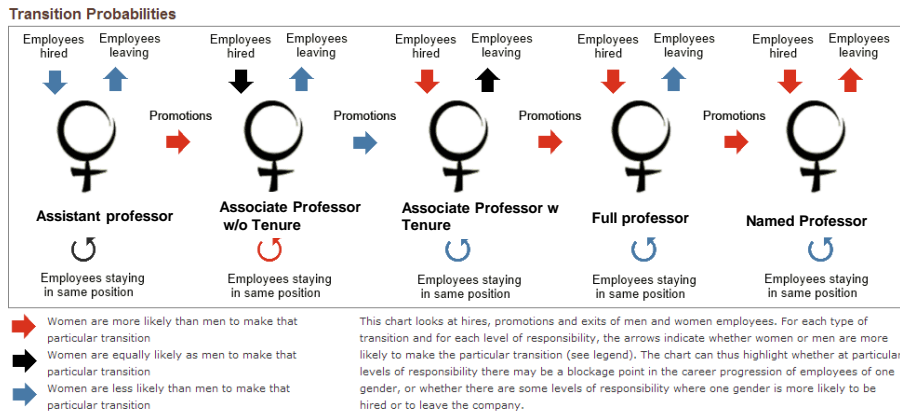 Transition Probabilities
Employees hired
Employees leaving
Employees hired
Employees leaving
Employees hired
Employees leaving
Employees hired
Employees leaving
Employees hired
Employees leaving
Promotions
Promotions
Promotions
Promotions
Assistant professor
Associate Professor
w/o Tenure
Associate Professor w
Tenure
Full professor
Named Professor
Employees staying
in same position
Employees staying
in same position
Employees staying
in same position
Employees staying
in same position
Employees staying
in same position
Women are more likely than men to make that
particular transition
Women are equally likely as men to make that
particular transition
Women are less likely than men to make that
particular transition
This chart looks at hires, promotions and exits of men and women employees. For each type of
transition and for each level of responsibility, the arrows indicate whether women or men are more
likely to make the particular transition (see legend). The chart can thus highlight whether at particular
levels of responsibility there may be a blockage point in the career progression of employees of one
gender, or whether there are some levels of responsibility where one gender is more likely to be
hired or to leave the company.